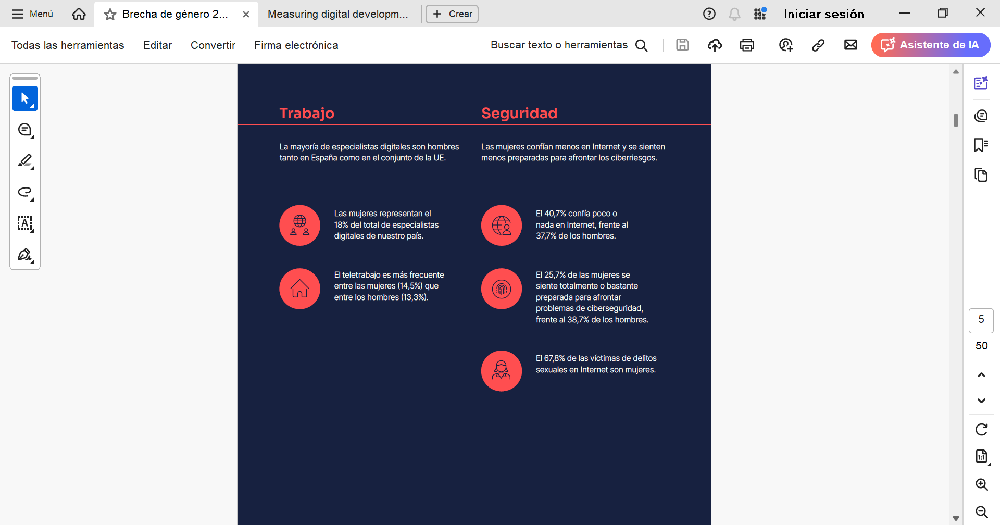 Menú
Brecha de género 2...
Measuring digital developm...
Crear
Iniciar sesión
Todas las herramientas
Editar
Convertir
Firma electrónica
Buscar texto o herramientas
Asistente de IA
Trabajo
La mayoría de especialistas digitales son hombres
tanto en España como en el conjunto de la UE.
Las mujeres representan el
18% del total de especialistas
digitales de nuestro país.
El teletrabajo es más frecuente
entre las mujeres (14,5%) que
entre los hombres (13,3%).
Seguridad
Las mujeres confían menos en Internet y se sienten
menos preparadas para afrontar los ciberriesgos.
El 40,7% confía poco o
nada en Internet, frente al
37,7% de los hombres.
El 25,7% de las mujeres se
siente totalmente o bastante
preparada para afrontar
problemas de ciberseguridad,
frente al 38,7% de los hombres.
El 67,8% de las víctimas de delitos
sexuales en Internet son mujeres.
A
5
50
1:1